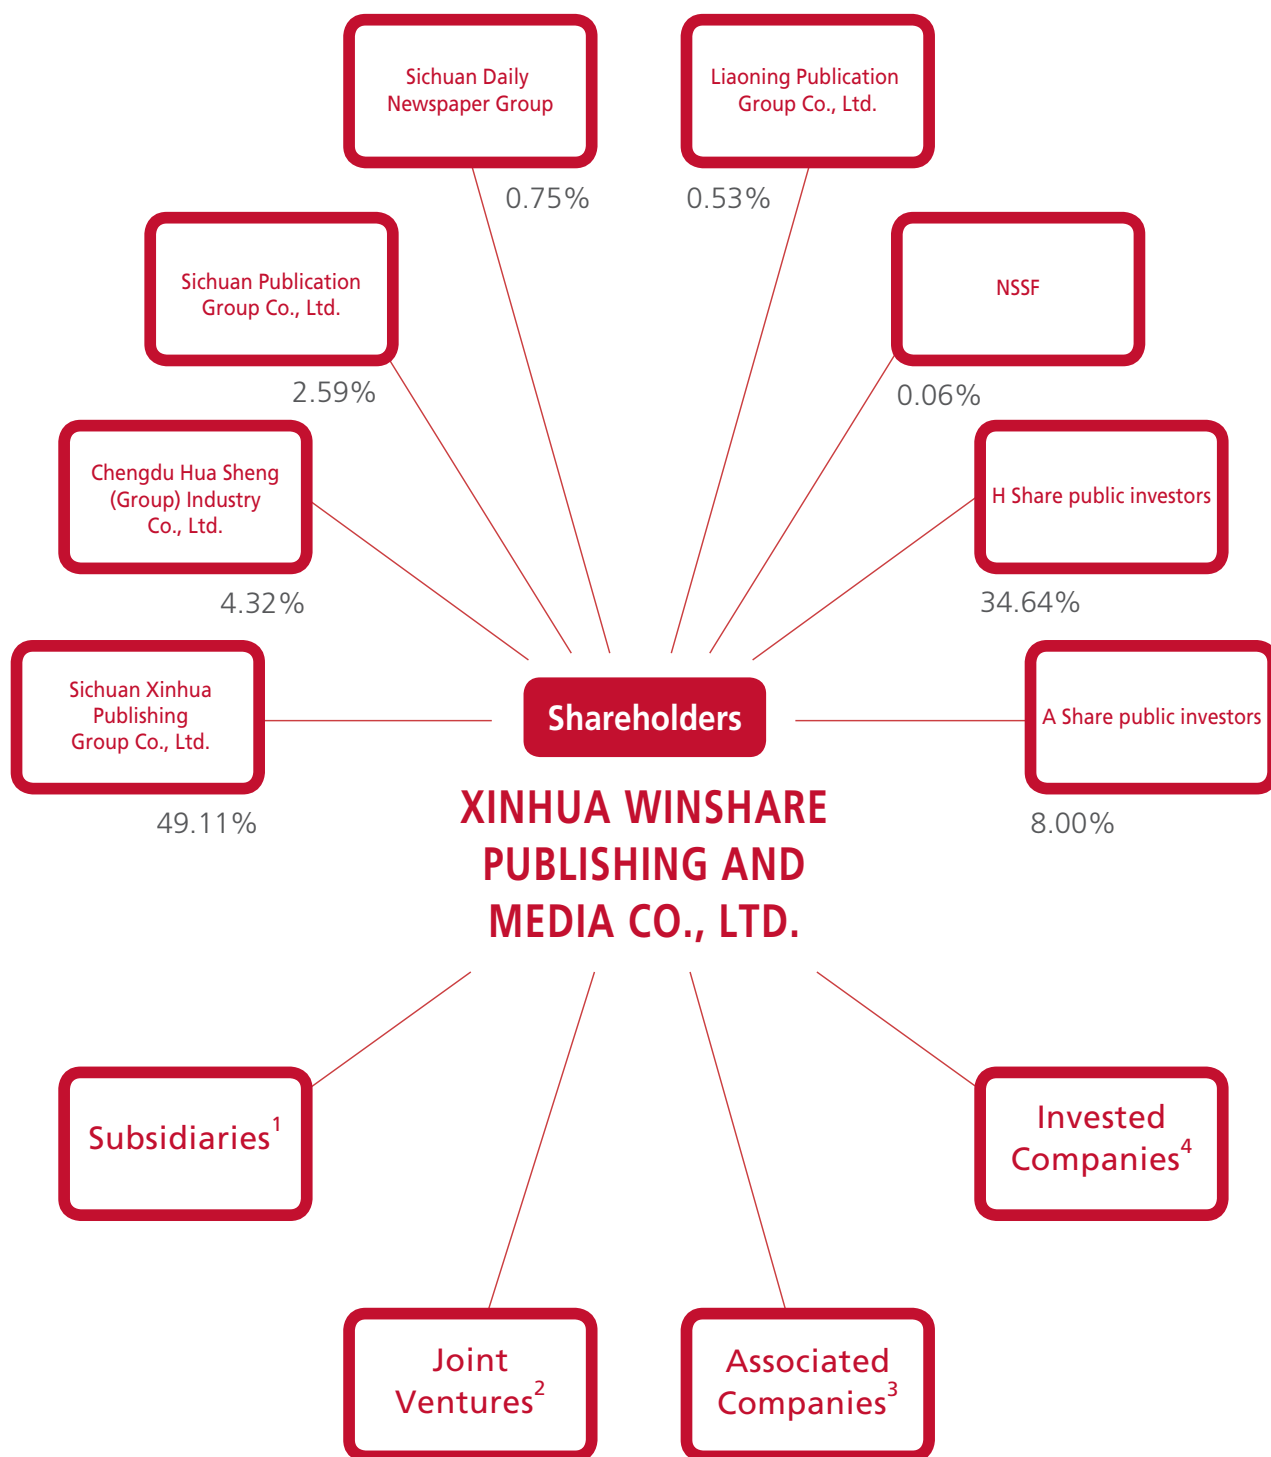 Sichuan Daily
Newspaper Group
0.75%
Liaoning Publication
Group Co., Ltd.
0.53%
Sichuan Publication
Group Co., Ltd.
2.59%
NSSF
0.06%
Chengdu Hua Sheng
(Group) Industry
Co., Ltd.
4.32%
H Share public investors
34.64%
Sichuan Xinhua
Publishing
Group Co., Ltd.
49.11%
Shareholders
A Share public investors
8.00%
XINHUA WINSHARE
PUBLISHING AND
MEDIA CO., LTD.
Subsidiaries1
Invested
Companies4
Joint
Ventures2
Associated
Companies3